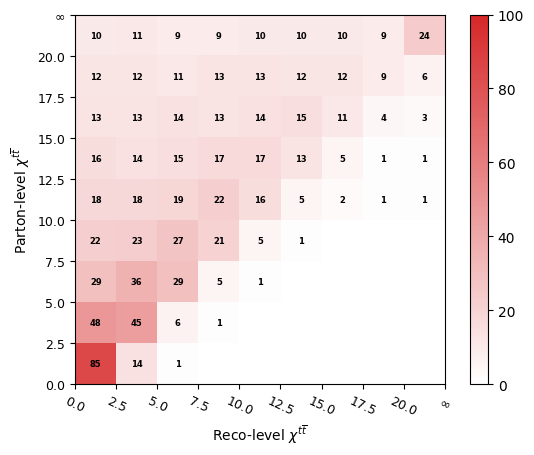 ∞
10 11 9 9 10 10 10 9 24
20.0
12 12 11 13 13 12 12 9 6
17.5
13 13 14 13 14 15 11 4 3
15.0
16 14 15 17 17 13 5 1 1
12.5
18 18 19 22 16 5 2 1 1
10.0
22 23 27 21 5 1
7.5
29 36 29 5 1
5.0
48 45 6 1
2.5
85 14 1
0.0
Parton-level χ^{tt̅}
0.0 2.5 5.0 7.5 10.0 12.5 15.0 17.5 20.0 ∞
Reco-level χ^{tt̅}
100
80
60
40
20
0